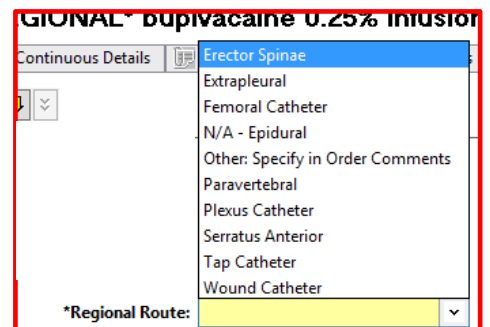 REGIONAL* bupivacaine 0.25% infusion
Continuous Details
Erector Spinae
Extrapleural
Femoral Catheter
N/A - Epidural
Other: Specify in Order Comments
Paravertebral
Plexus Catheter
Serratus Anterior
Tap Catheter
Wound Catheter
*Regional Route: